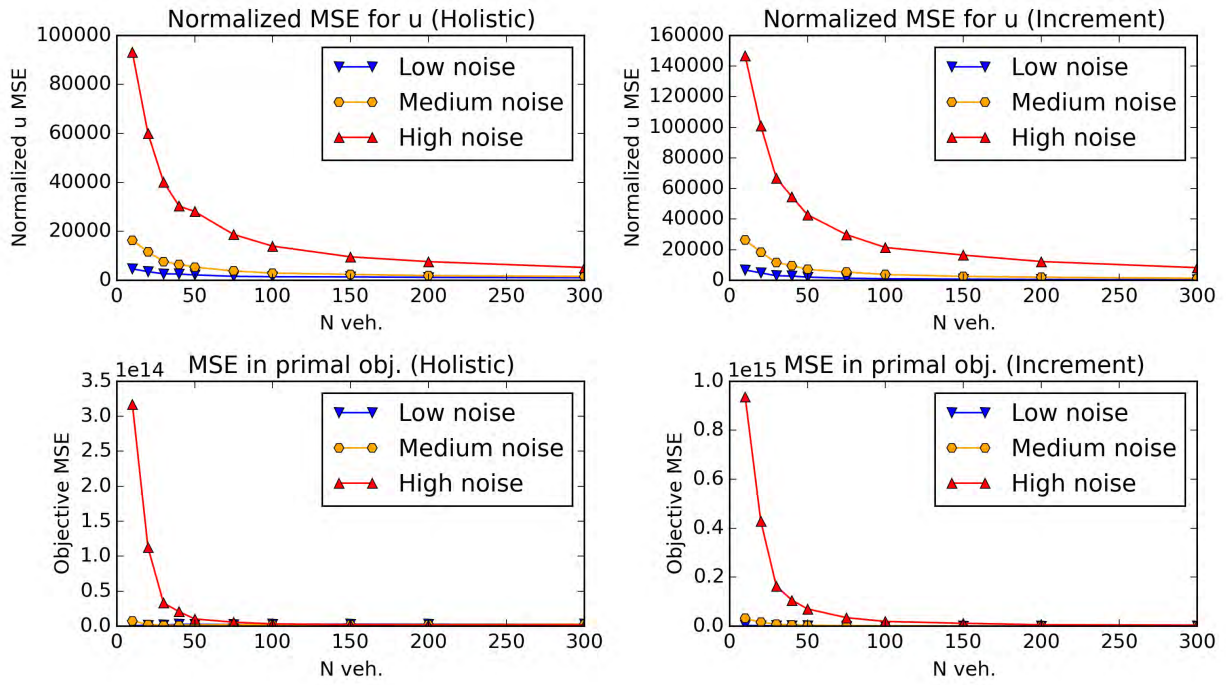 Normalized MSE for u (Holistic)
Normalized u MSE
100000
80000
60000
40000
20000
0
Low noise
Medium noise
High noise
0 50 100 150 200 250 300
N veh.
Normalized MSE for u (Increment)
Normalized u MSE
160000
140000
120000
100000
80000
60000
40000
20000
0
Low noise
Medium noise
High noise
0 50 100 150 200 250 300
N veh.
1e14 MSE in primal obj. (Holistic)
Objective MSE
3.5
3.0
2.5
2.0
1.5
1.0
0.5
0.0
Low noise
Medium noise
High noise
0 50 100 150 200 250 300
N veh.
1e15 MSE in primal obj. (Increment)
Objective MSE
1.0
0.8
0.6
0.4
0.2
0.0
Low noise
Medium noise
High noise
0 50 100 150 200 250 300
N veh.